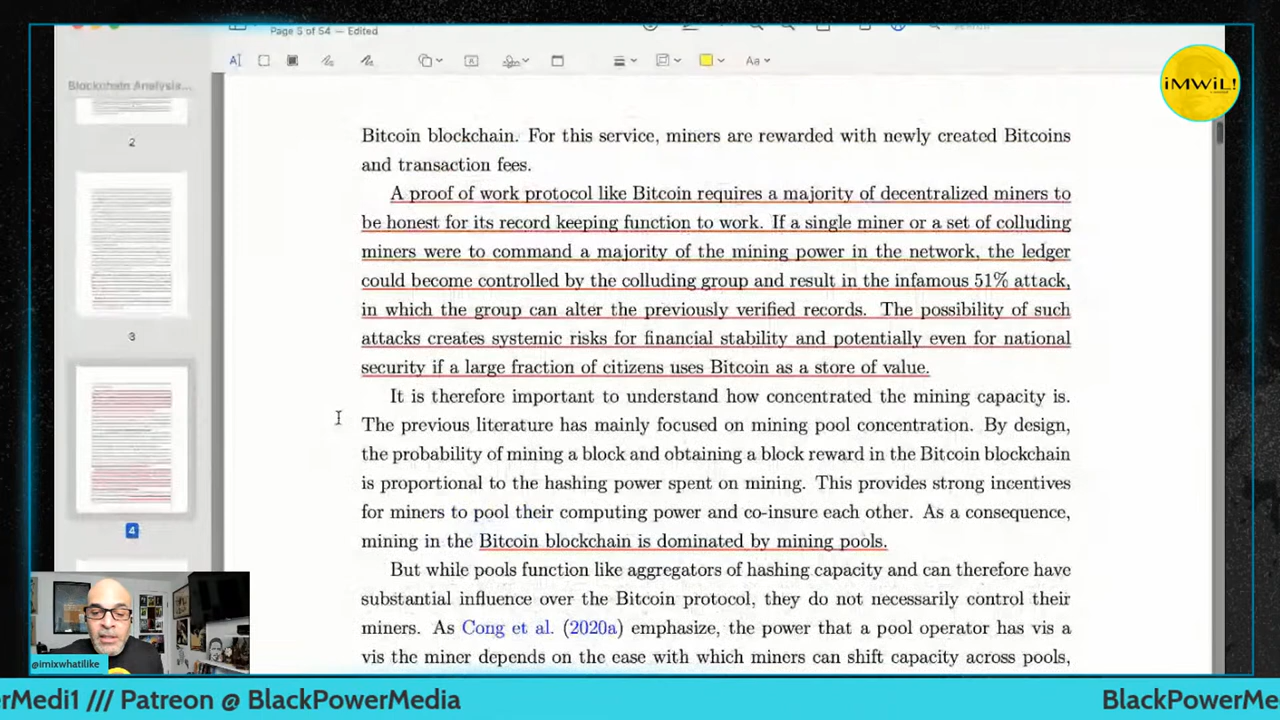 Page 5 of 54 — Edited
Aa
Blockchain Analysis...
iMWiL!
2
3
4
Bitcoin blockchain. For this service, miners are rewarded with newly created Bitcoins
and transaction fees.
A proof of work protocol like Bitcoin requires a majority of decentralized miners to
be honest for its record keeping function to work. If a single miner or a set of colluding
miners were to command a majority of the mining power in the network, the ledger
could become controlled by the colluding group and result in the infamous 51% attack,
in which the group can alter the previously verified records. The possibility of such
attacks creates systemic risks for financial stability and potentially even for national
security if a large fraction of citizens uses Bitcoin as a store of value.
It is therefore important to understand how concentrated the mining capacity is.
The previous literature has mainly focused on mining pool concentration. By design,
the probability of mining a block and obtaining a block reward in the Bitcoin blockchain
is proportional to the hashing power spent on mining. This provides strong incentives
for miners to pool their computing power and co-insure each other. As a consequence,
mining in the Bitcoin blockchain is dominated by mining pools.
But while pools function like aggregators of hashing capacity and can therefore have
substantial influence over the Bitcoin protocol, they do not necessarily control their
miners. As Cong et al. (2020a) emphasize, the power that a pool operator has vis a
vis the miner depends on the ease with which miners can shift capacity across pools,
@imixwhatilike
erMedi1 /// Patreon @ BlackPowerMedia
BlackPowerMe